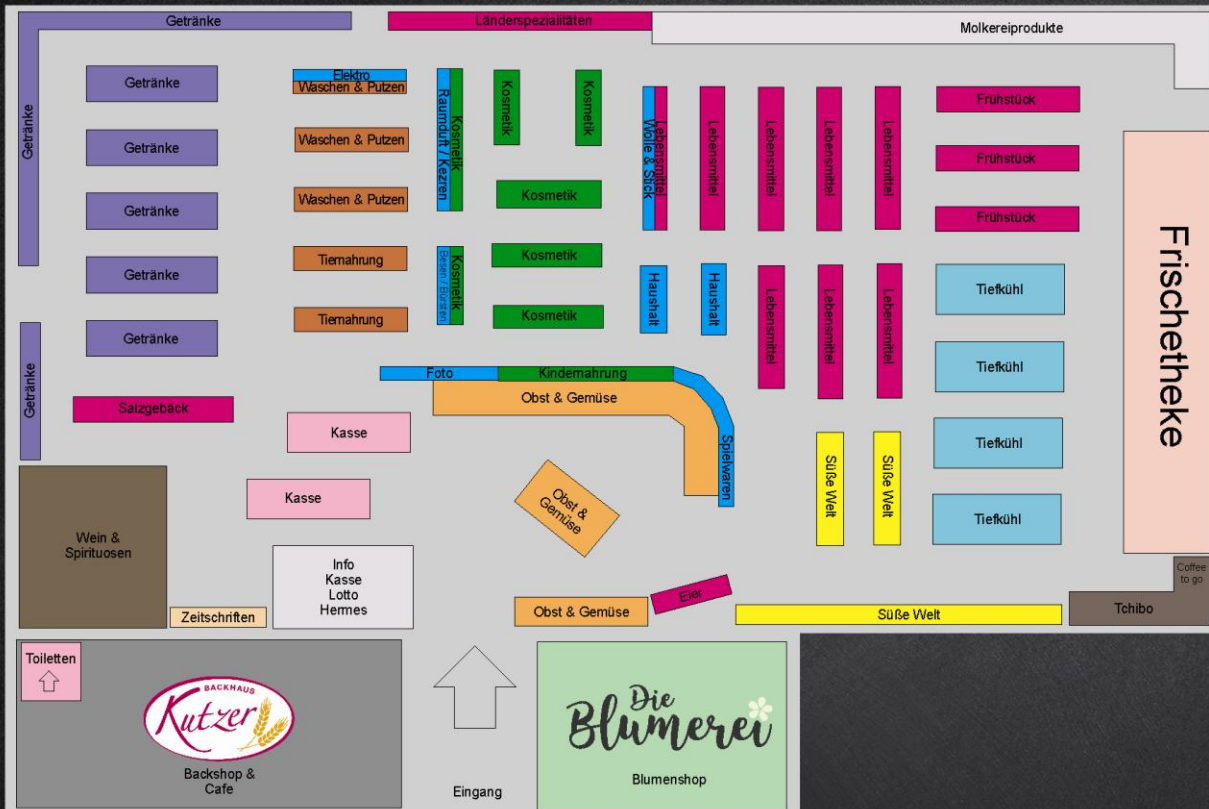 Getränke
Länderspezialitäten
Molkereiprodukte
Getränke
Getränke
Elektro
Waschen & Putzen
Raumduft / Kezren
Kosmetik
Kosmetik
Kosmetik
Wolle & Stick
Lebensmittel
Lebensmittel
Lebensmittel
Lebensmittel
Lebensmittel
Frühstück
Getränke
Waschen & Putzen
Frühstück
Getränke
Waschen & Putzen
Kosmetik
Frühstück
Frischetheke
Getränke
Tiernahrung
Besen / Bürsten
Kosmetik
Kosmetik
Haushalt
Haushalt
Lebensmittel
Lebensmittel
Lebensmittel
Tiefkühl
Getränke
Tiernahrung
Kosmetik
Getränke
Foto
Kindernahrung
Spielwaren
Obst & Gemüse
Tiefkühl
Salzgebäck
Kasse
Tiefkühl
Kasse
Obst &
Gemüse
Süße Welt
Süße Welt
Tiefkühl
Wein &
Spirituosen
Info
Kasse
Lotto
Hermes
Coffee
to go
Zeitschriften
Obst & Gemüse
Eier
Süße Welt
Tchibo
Toiletten
BACKHAUS
Kutzer
Backshop &
Cafe
Eingang
Die
Blumerei
Blumenshop